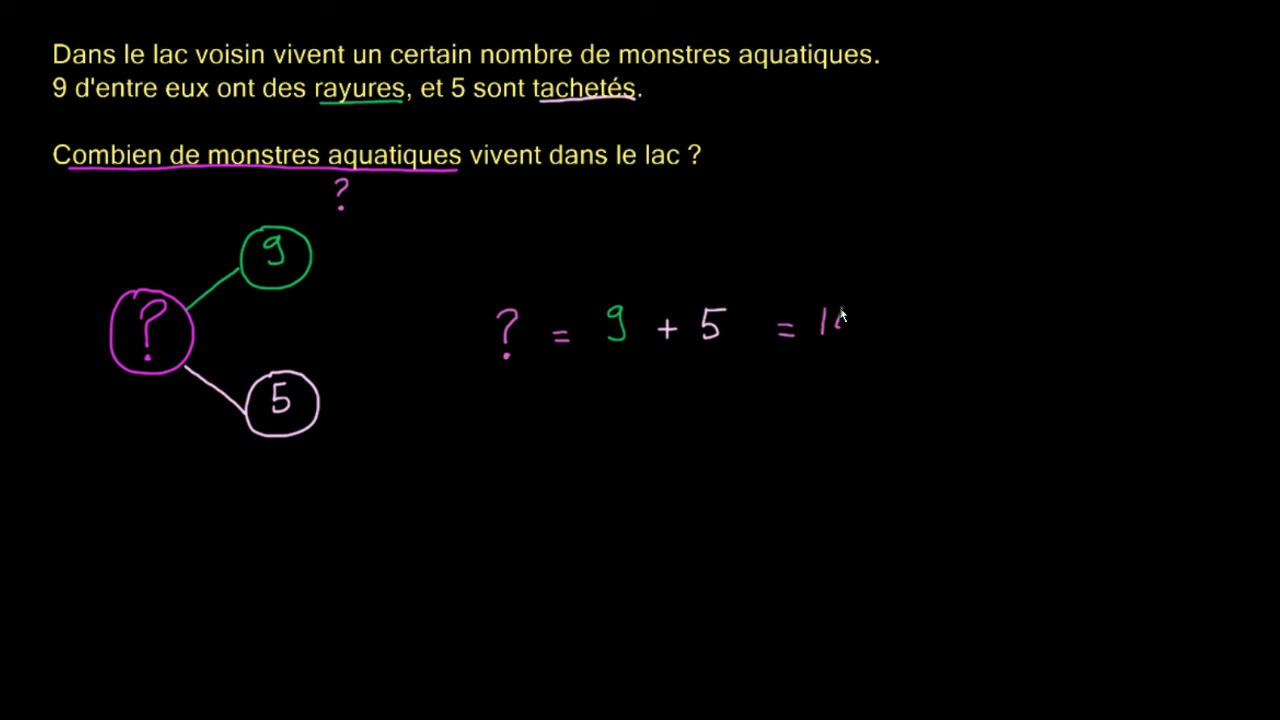 Dans le lac voisin vivent un certain nombre de monstres aquatiques.
9 d'entre eux ont des rayures, et 5 sont tachetés.
Combien de monstres aquatiques vivent dans le lac ?
?
9
?
5
? = 9 + 5 =